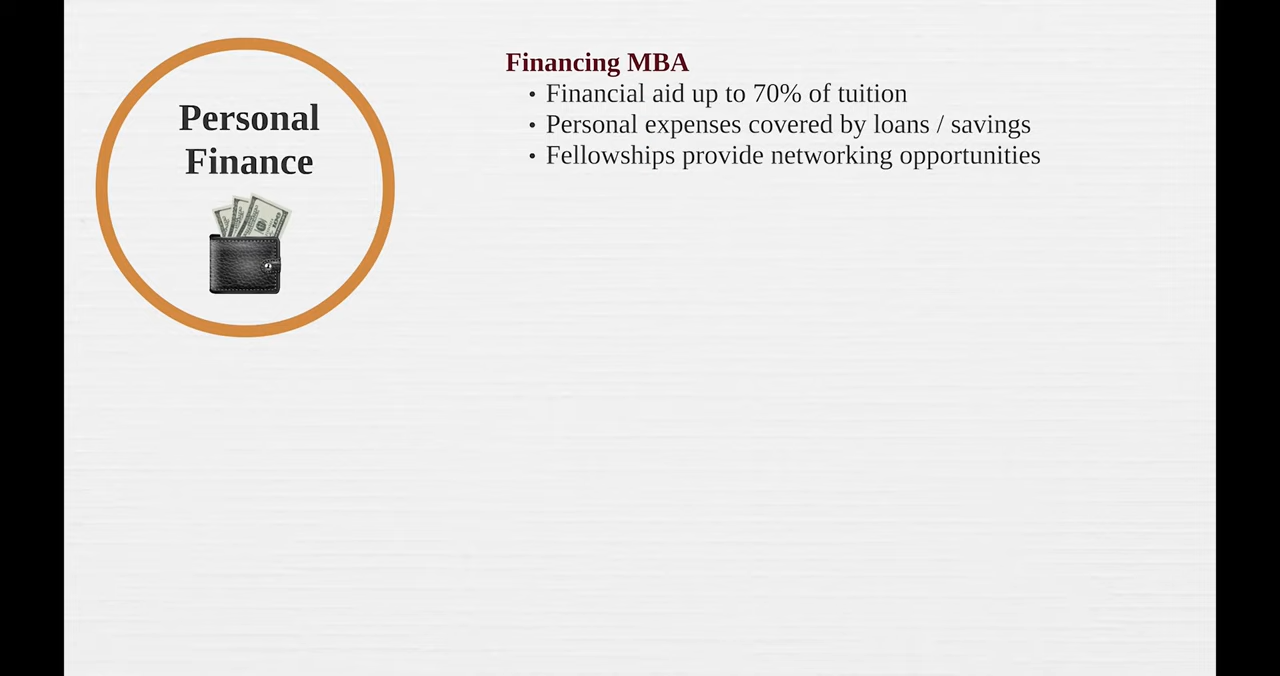 Personal
Finance
Financing MBA
• Financial aid up to 70% of tuition
• Personal expenses covered by loans / savings
• Fellowships provide networking opportunities